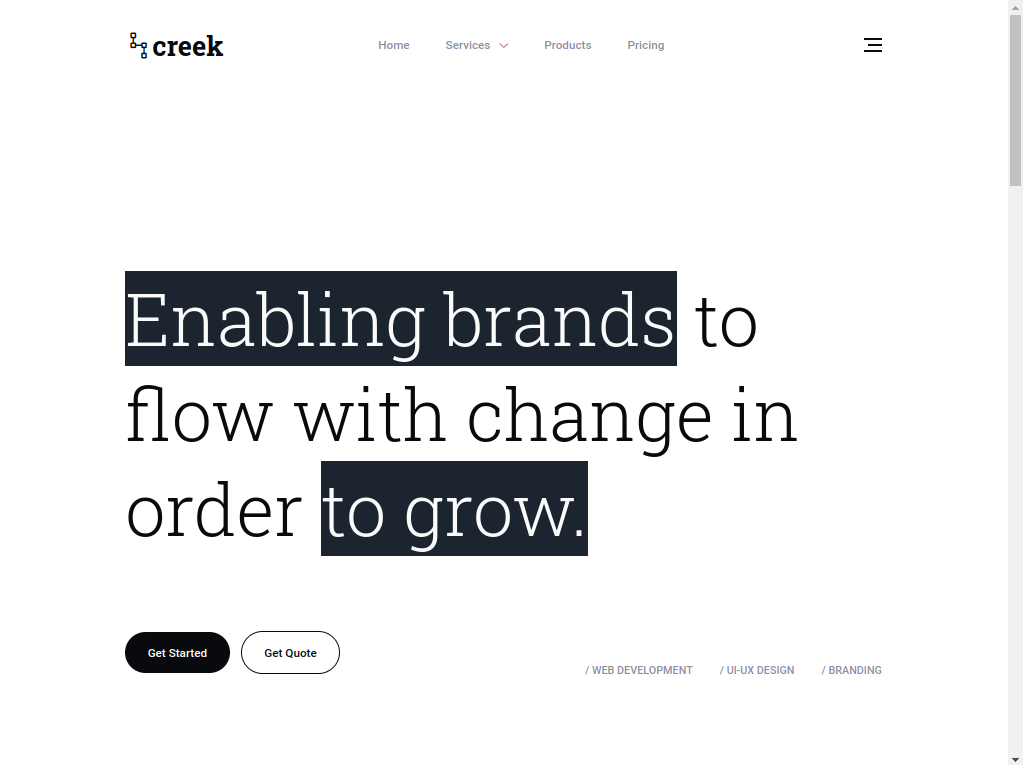 creek
Home Services Products Pricing
Enabling brands to
flow with change in
order to grow.
Get Started Get Quote
/ WEB DEVELOPMENT / UI-UX DESIGN / BRANDING